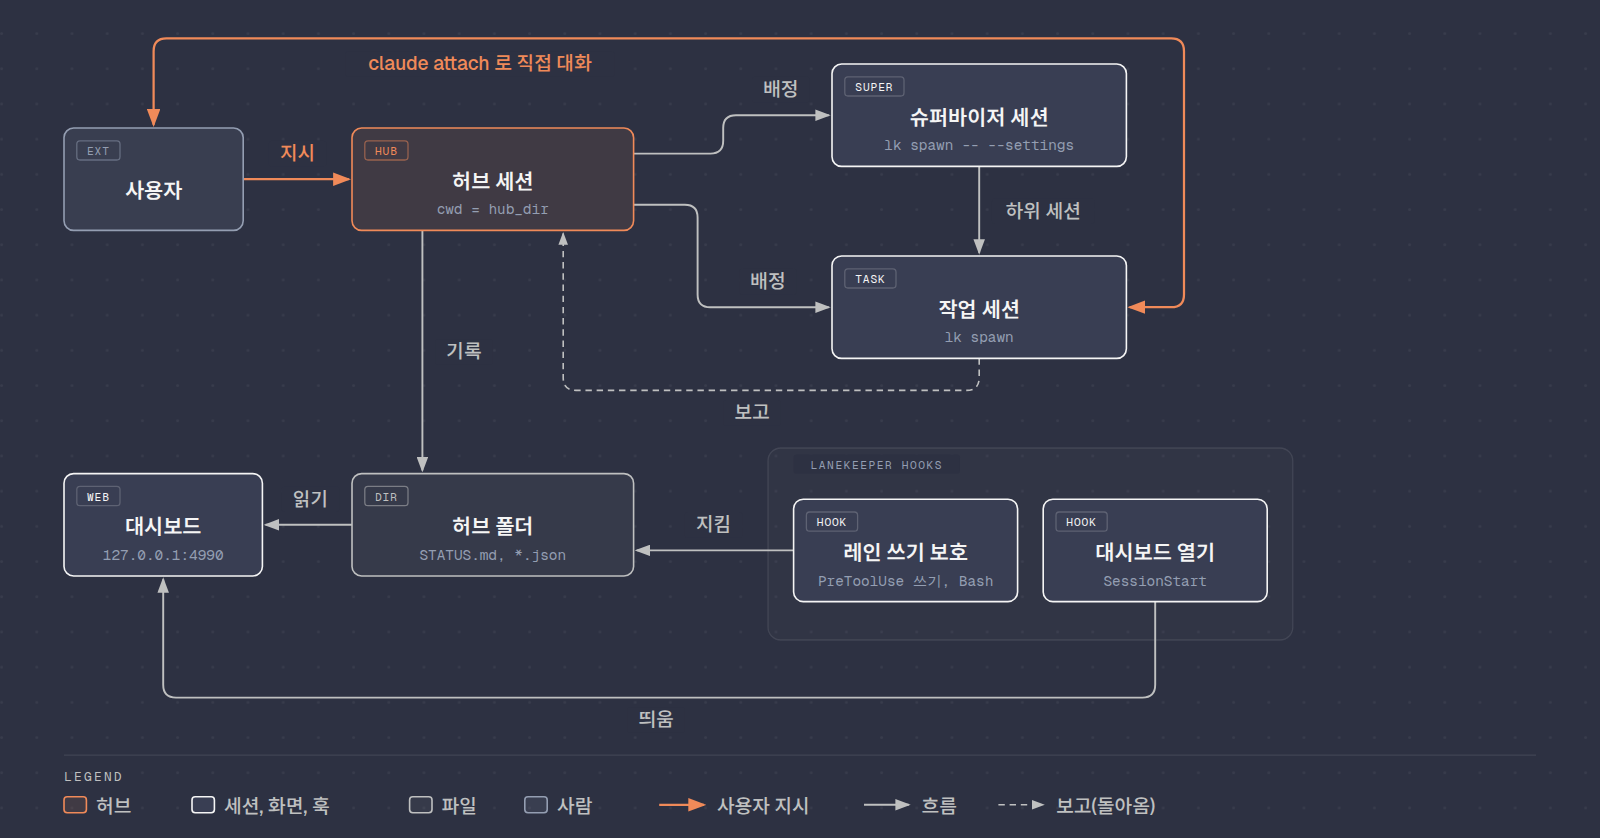 claude attach 로 직접 대화
EXT
사용자
지시
HUB
허브 세션
cwd = hub_dir
배정
SUPER
슈퍼바이저 세션
lk spawn -- --settings
하위 세션
배정
TASK
작업 세션
lk spawn
기록
보고
WEB
대시보드
127.0.0.1:4990
읽기
DIR
허브 폴더
STATUS.md, *.json
지킴
LANEKEEPER HOOKS
HOOK
레인 쓰기 보호
PreToolUse 쓰기, Bash
HOOK
대시보드 열기
SessionStart
띄움
LEGEND
허브
세션, 화면, 훅
파일
사람
사용자 지시
흐름
보고(돌아옴)